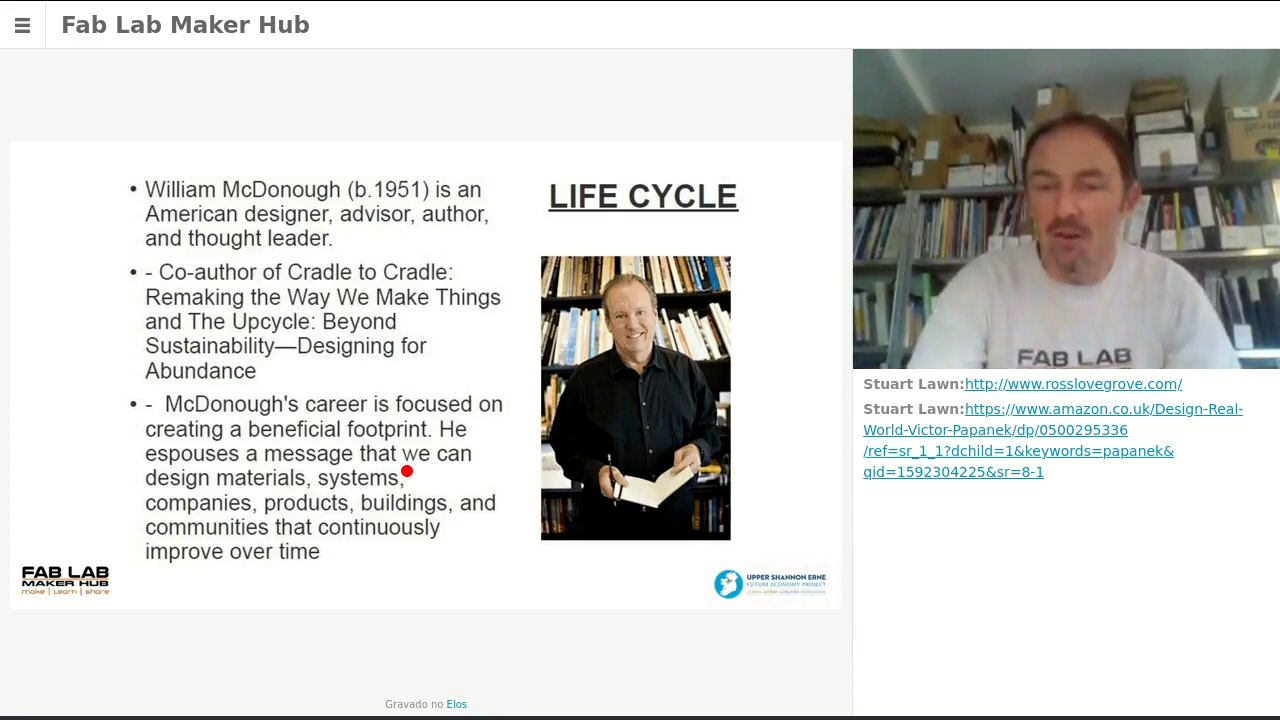 Fab Lab Maker Hub
• William McDonough (b.1951) is an
American designer, advisor, author,
and thought leader.
• - Co-author of Cradle to Cradle:
Remaking the Way We Make Things
and The Upcycle: Beyond
Sustainability—Designing for
Abundance
• - McDonough's career is focused on
creating a beneficial footprint. He
espouses a message that we can
design materials, systems,
companies, products, buildings, and
communities that continuously
improve over time
LIFE CYCLE
FAB LAB
MAKER HUB
make | Learn | share
UPPER SHANNON ERNE
FUTURE ECONOMY PROJECT
FAB LAB
Stuart Lawn:http://www.rosslovegrove.com/
Stuart Lawn:https://www.amazon.co.uk/Design-Real-
World-Victor-Papanek/dp/0500295336
/ref=sr_1_1?dchild=1&keywords=papanek&
qid=1592304225&sr=8-1
Gravado no Elos